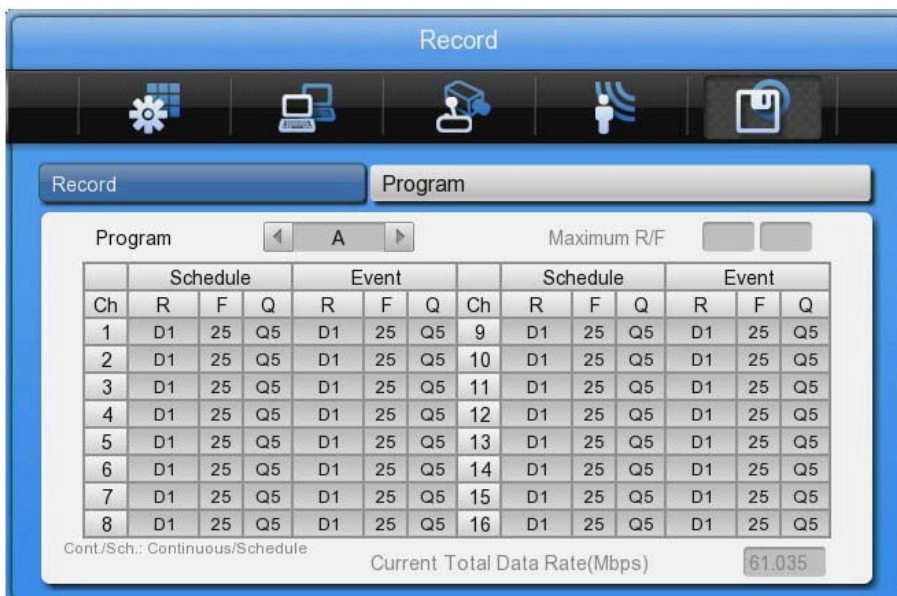 Record
Record Program
Program A Maximum R/F
Schedule Event Schedule Event
Ch R F Q R F Q Ch R F Q R F Q
1 D1 25 Q5 D1 25 Q5 9 D1 25 Q5 D1 25 Q5
2 D1 25 Q5 D1 25 Q5 10 D1 25 Q5 D1 25 Q5
3 D1 25 Q5 D1 25 Q5 11 D1 25 Q5 D1 25 Q5
4 D1 25 Q5 D1 25 Q5 12 D1 25 Q5 D1 25 Q5
5 D1 25 Q5 D1 25 Q5 13 D1 25 Q5 D1 25 Q5
6 D1 25 Q5 D1 25 Q5 14 D1 25 Q5 D1 25 Q5
7 D1 25 Q5 D1 25 Q5 15 D1 25 Q5 D1 25 Q5
8 D1 25 Q5 D1 25 Q5 16 D1 25 Q5 D1 25 Q5
Cont./Sch.: Continuous/Schedule
Current Total Data Rate(Mbps) 61.035